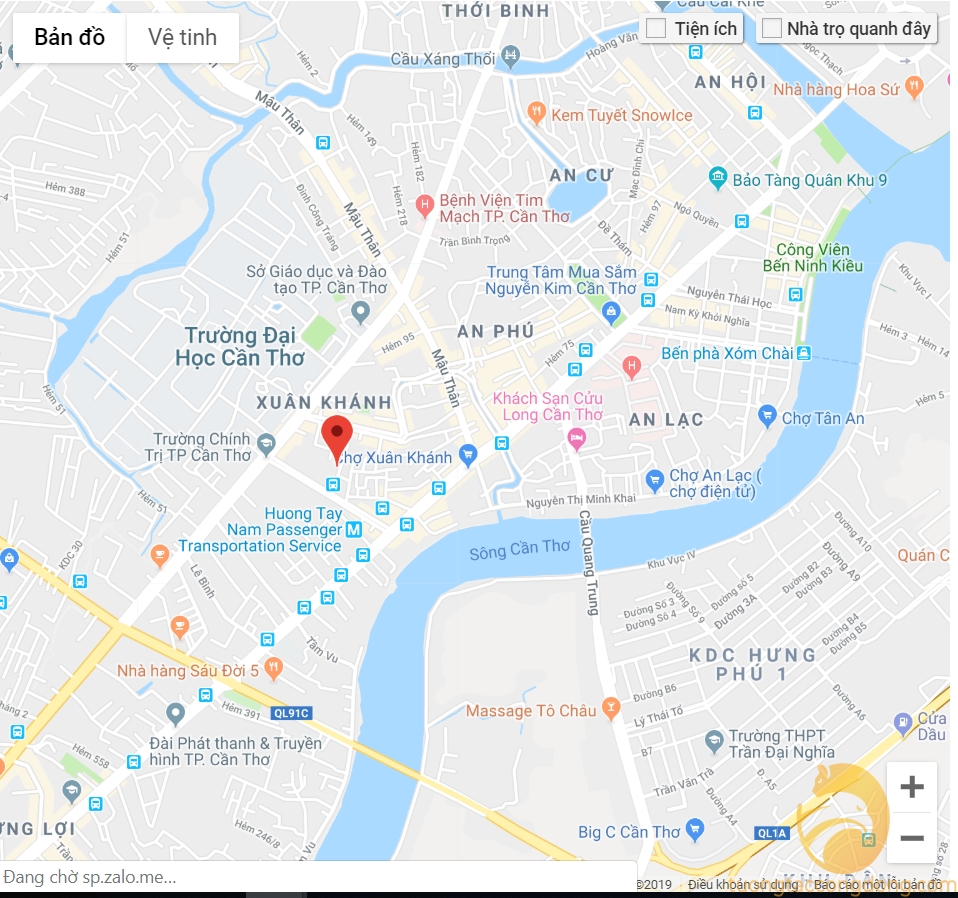 THỚI BÌNH
Cầu Cái Khế
Bản đồ
Vệ tinh
Tiện ích
Nhà trọ quanh đây
Hoàng Văn
Ngọc Thạch
Cầu Xáng Thổi
Hẻm 2
AN HỘI
Nhà hàng Hoa Sứ
Mậu Thân
Kem Tuyết SnowIce
Hẻm 149
Hẻm 182
Mạc Đĩnh Chi
AN CƯ
Bảo Tàng Quân Khu 9
Hẻm 388
Đinh Công Tráng
Hẻm 218
Bệnh Viện Tim
Mạch TP. Cần Thơ
Mậu Thân
Hẻm 97
Ngô Quyền
Hẻm 51
Trần Bình Trọng
Đề Thám
Công Viên
Bến Ninh Kiều
Sở Giáo dục và Đào
tạo TP. Cần Thơ
Trung Tâm Mua Sắm
Nguyễn Kim Cần Thơ
Khu Vực I
Nguyễn Thái Học
Nam Kỳ Khởi Nghĩa
Trường Đại
Học Cần Thơ
AN PHÚ
Hẻm 95
Hẻm 75
Bến phà Xóm Chài
Hẻm 3
Hẻm 14
Mậu Thân
Hẻm 51
XUÂN KHÁNH
Khách Sạn Cửu
Long Cần Thơ
AN LẠC
Chợ Tân An
Hẻm 5
Trường Chính
Trị TP Cần Thơ
Chợ Xuân Khánh
Chợ An Lạc (
chợ điện tử)
Hẻm 51
Nguyễn Thị Minh Khai
Huong Tay
Nam Passenger
Transportation Service
Cầu Quang Trung
Sông Cần Thơ
Khu Vực IV
Đường A10
Đường A9
Quán C
KDC 30
Lê Bình
Đường Số 5
Đường Số 9
Đường 3A
Đường B2
Đường B3
Đường Số 3
Đường Số 4
Đường B4
Đường B5
Tầm Vu
KDC HƯNG
PHÚ 1
Nhà hàng Sáu Đời 5
Đường B6
Đường A6
Hẻm 391
QL91C
Massage Tô Châu
Lý Thái Tổ
B7
Trường THPT
Trần Đại Nghĩa
Cửa
Dầu
Đài Phát thanh & Truyền
hình TP. Cần Thơ
Hẻm 558
Trần Văn Trà
Đ. A5
Đường A4
+
ƯNG LỢI
Hẻm 246/8
Big C Cần Thơ
QL1A
−
Đang chờ sp.zalo.me...
©2019
Điều khoản sử dụng
Báo cáo một lỗi bản đồ